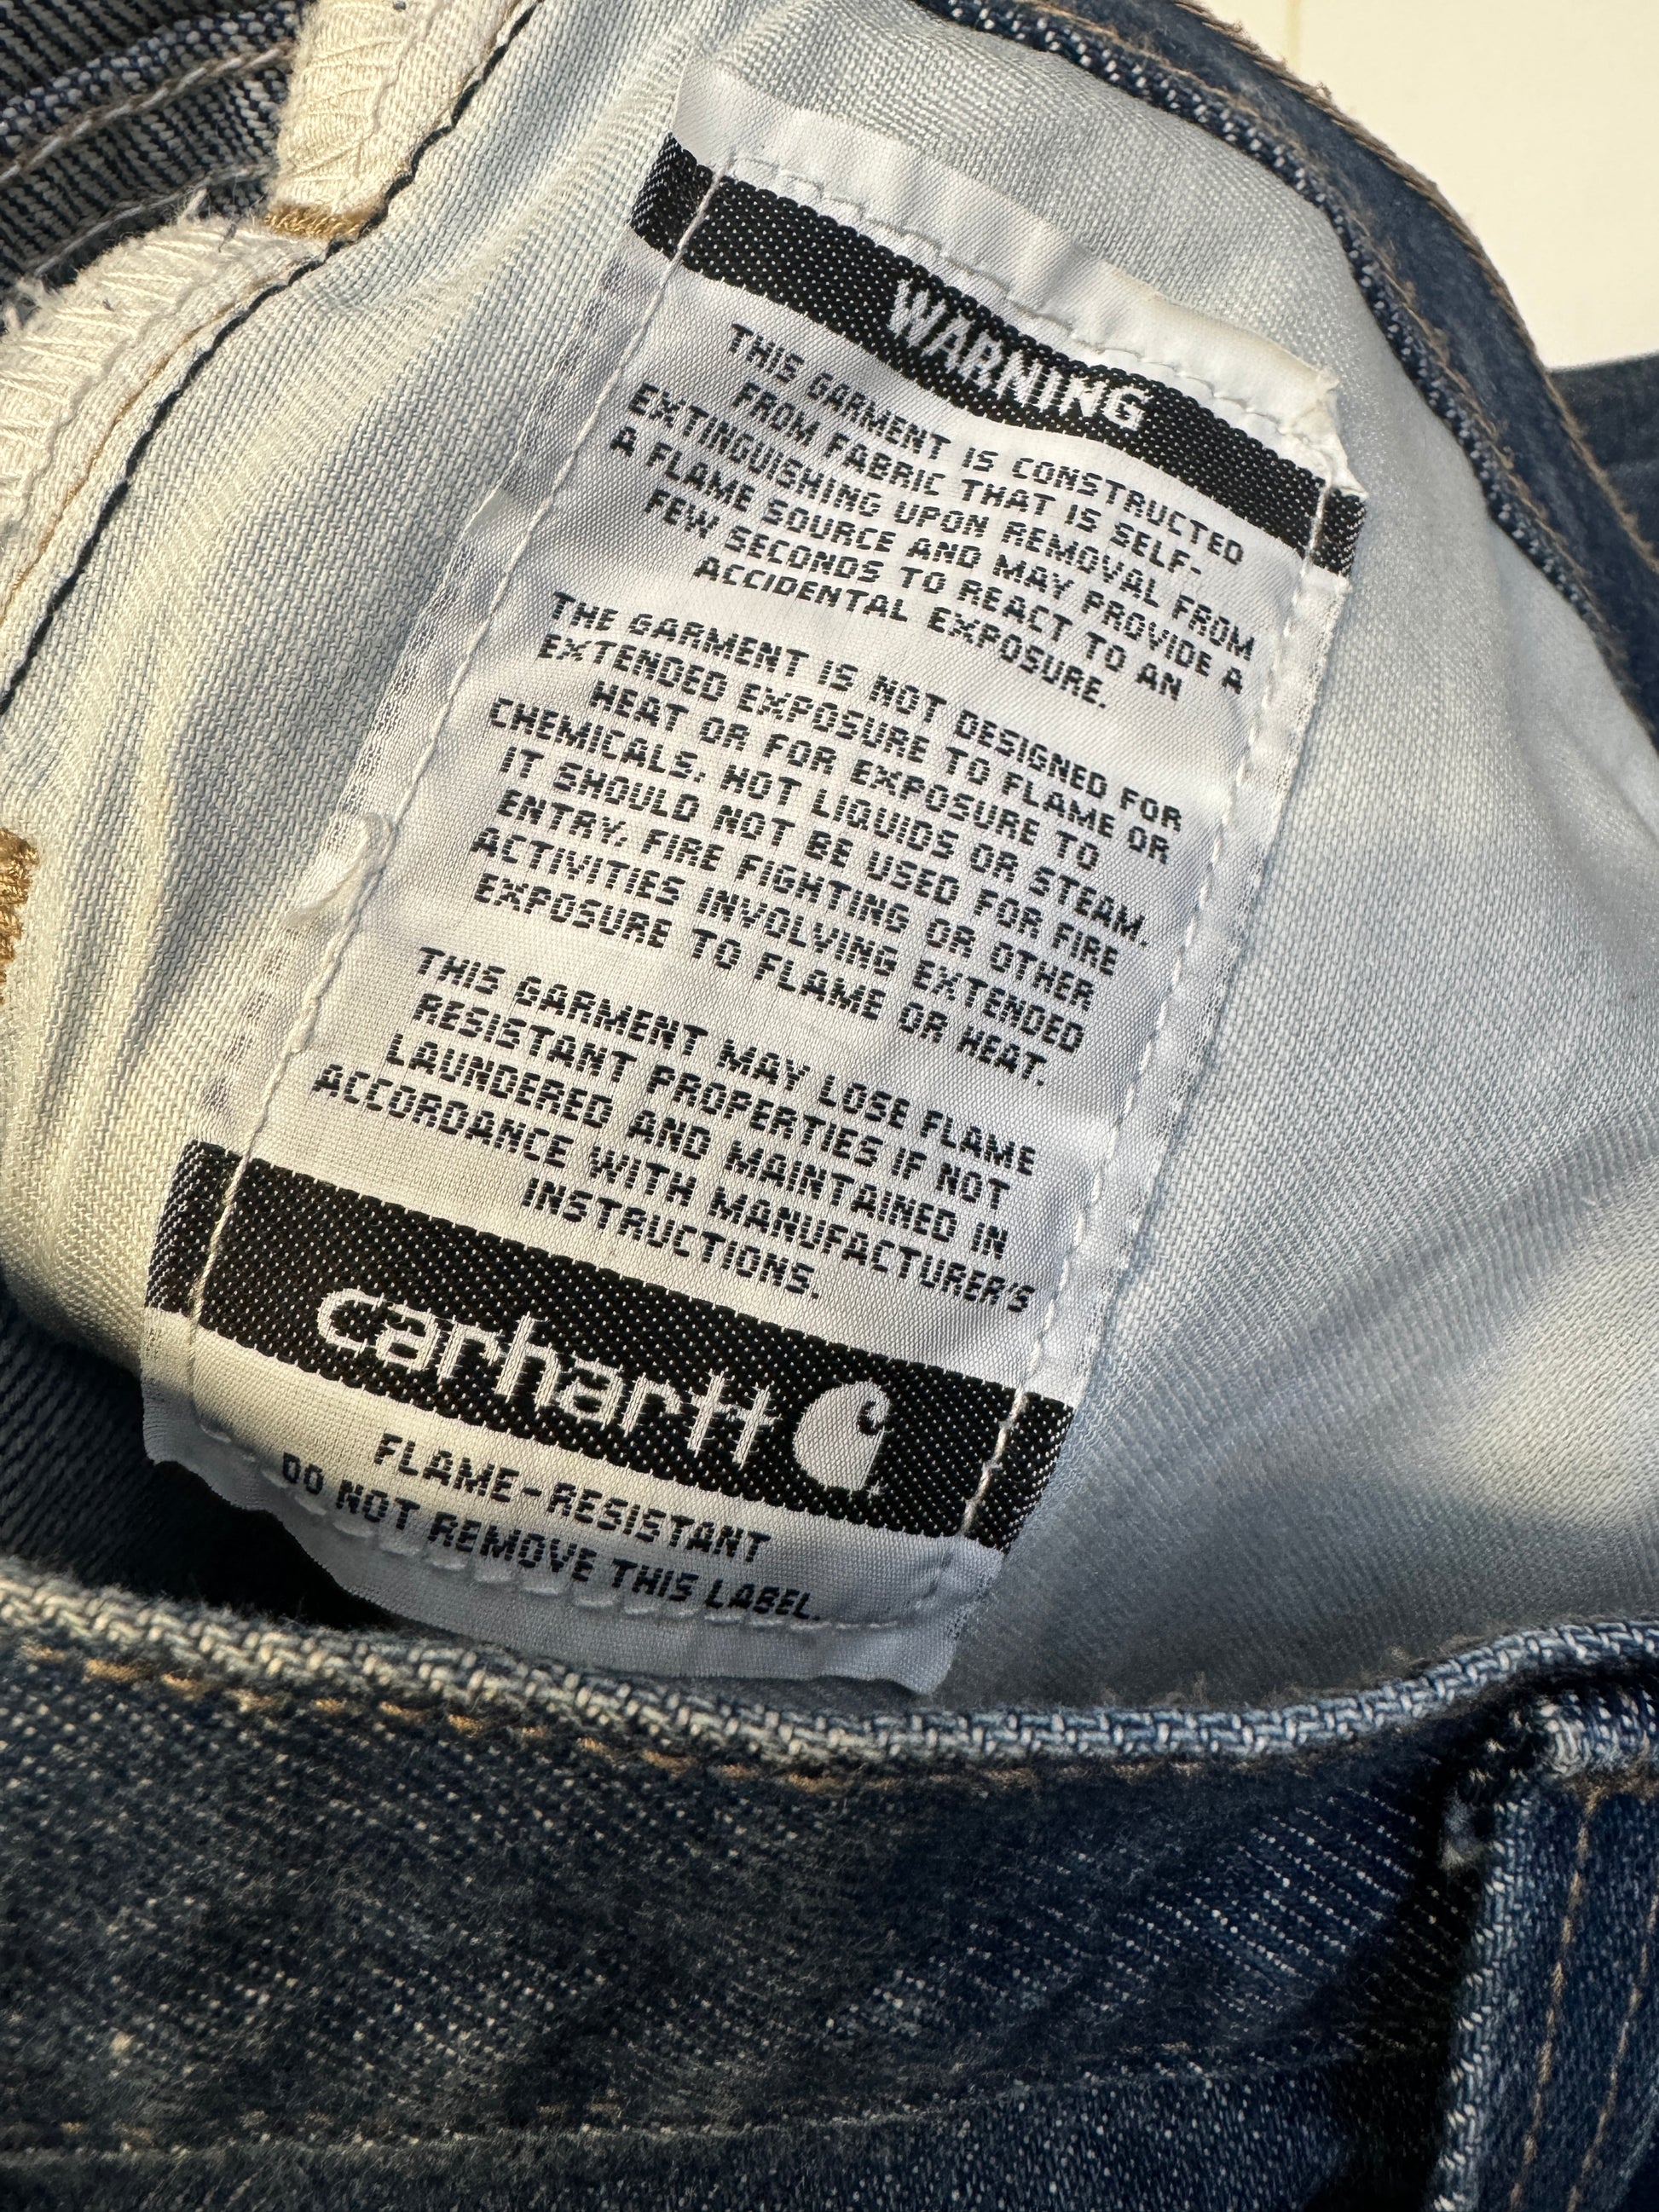 WARNING
THIS GARMENT IS CONSTRUCTED
FROM FABRIC THAT IS SELF-
EXTINGUISHING UPON REMOVAL FROM
A FLAME SOURCE AND MAY PROVIDE A
FEW SECONDS TO REACT TO AN
ACCIDENTAL EXPOSURE.
THE GARMENT IS NOT DESIGNED FOR
EXTENDED EXPOSURE TO FLAME OR
HEAT OR FOR EXPOSURE TO
CHEMICALS, HOT LIQUIDS OR STEAM.
IT SHOULD NOT BE USED FOR FIRE
ENTRY, FIRE FIGHTING OR OTHER
ACTIVITIES INVOLVING EXTENDED
EXPOSURE TO FLAME OR HEAT.
THIS GARMENT MAY LOSE FLAME
RESISTANT PROPERTIES IF NOT
LAUNDERED AND MAINTAINED IN
ACCORDANCE WITH MANUFACTURER'S
INSTRUCTIONS.
carhartt
FLAME-RESISTANT
DO NOT REMOVE THIS LABEL.